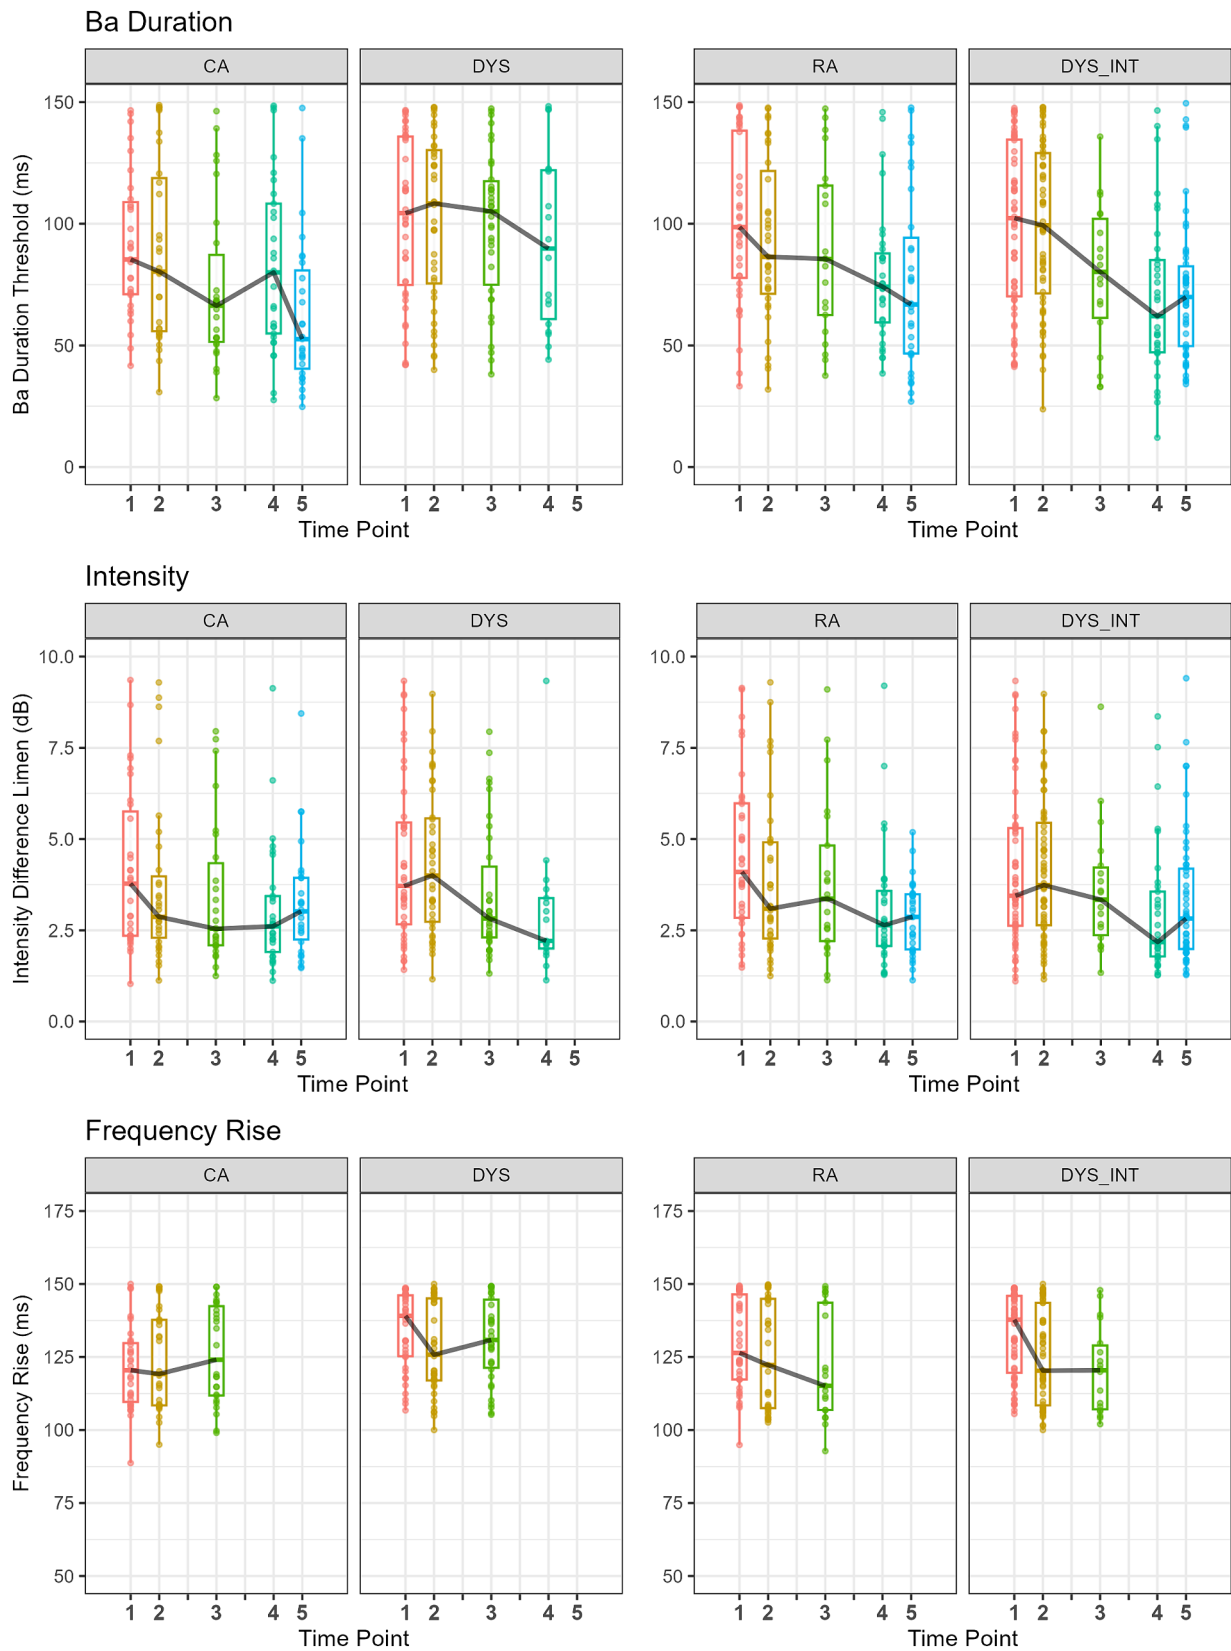 Ba Duration
CA DYS RA DYS_INT
Ba Duration Threshold (ms)
150
100
50
0
150
100
50
0
1 2 3 4 5 1 2 3 4 5 1 2 3 4 5 1 2 3 4 5
Time Point Time Point
Intensity
CA DYS RA DYS_INT
Intensity Difference Limen (dB)
10.0
7.5
5.0
2.5
0.0
10.0
7.5
5.0
2.5
0.0
1 2 3 4 5 1 2 3 4 5 1 2 3 4 5 1 2 3 4 5
Time Point Time Point
Frequency Rise
CA DYS RA DYS_INT
Frequency Rise (ms)
175
150
125
100
75
50
175
150
125
100
75
50
1 2 3 4 5 1 2 3 4 5 1 2 3 4 5 1 2 3 4 5
Time Point Time Point